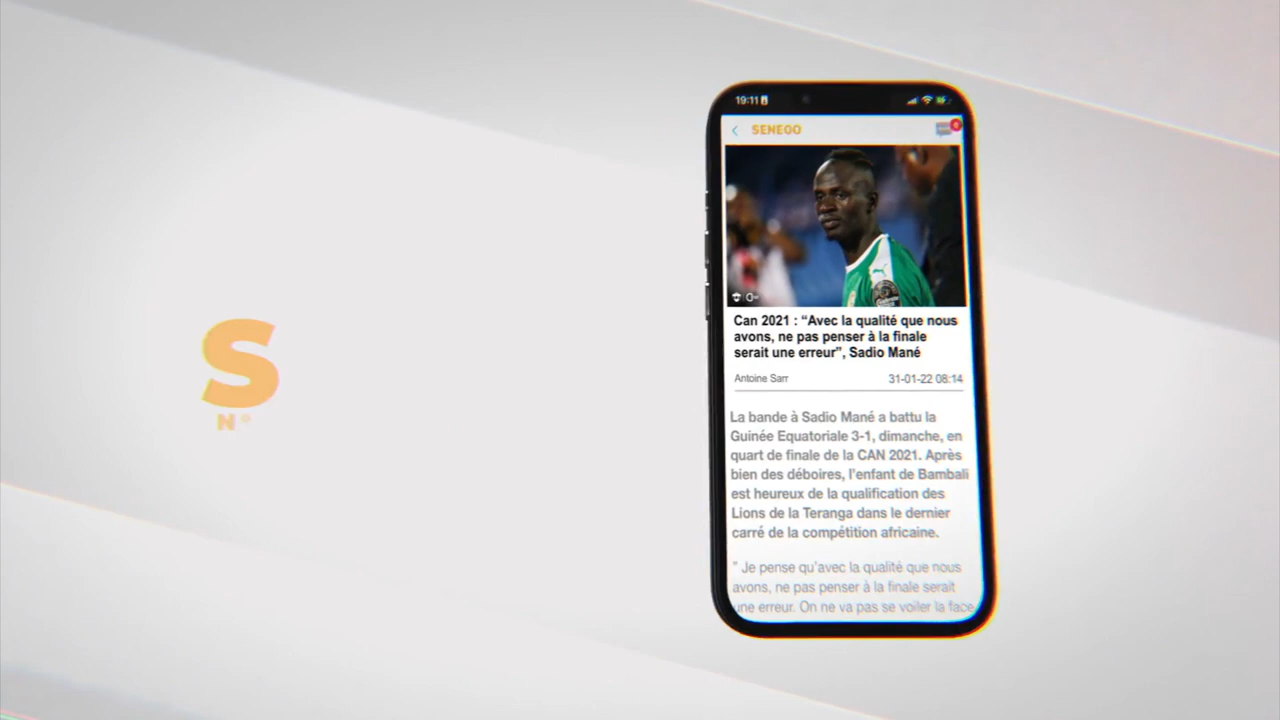 S
N°
19:11
SENEGO
Can 2021 : “Avec la qualité que nous
avons, ne pas penser à la finale
serait une erreur”, Sadio Mané
Antoine Sarr
31-01-22 08:14
La bande à Sadio Mané a battu la
Guinée Equatoriale 3-1, dimanche, en
quart de finale de la CAN 2021. Après
bien des déboires, l’enfant de Bambali
est heureux de la qualification des
Lions de la Teranga dans le dernier
carré de la compétition africaine.
" Je pense qu’avec la qualité que nous
avons, ne pas penser à la finale serait
une erreur. On ne va pas se voiler la face